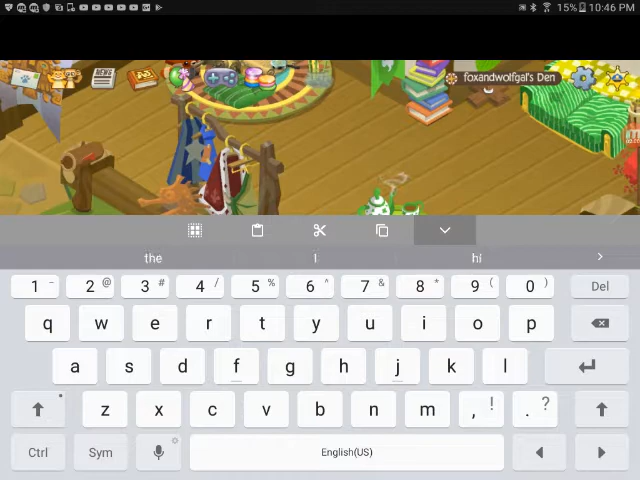 15% 10:46 PM
NEWS
foxandwolfgal's Den
the I hi
1 - 2 @ 3 # 4 / 5 % 6 ^ 7 & 8 * 9 ( 0 ) Del
q w e r t y u i o p
a s d f g h j k l
z x c v b n m , ! . ?
Ctrl Sym English(US)